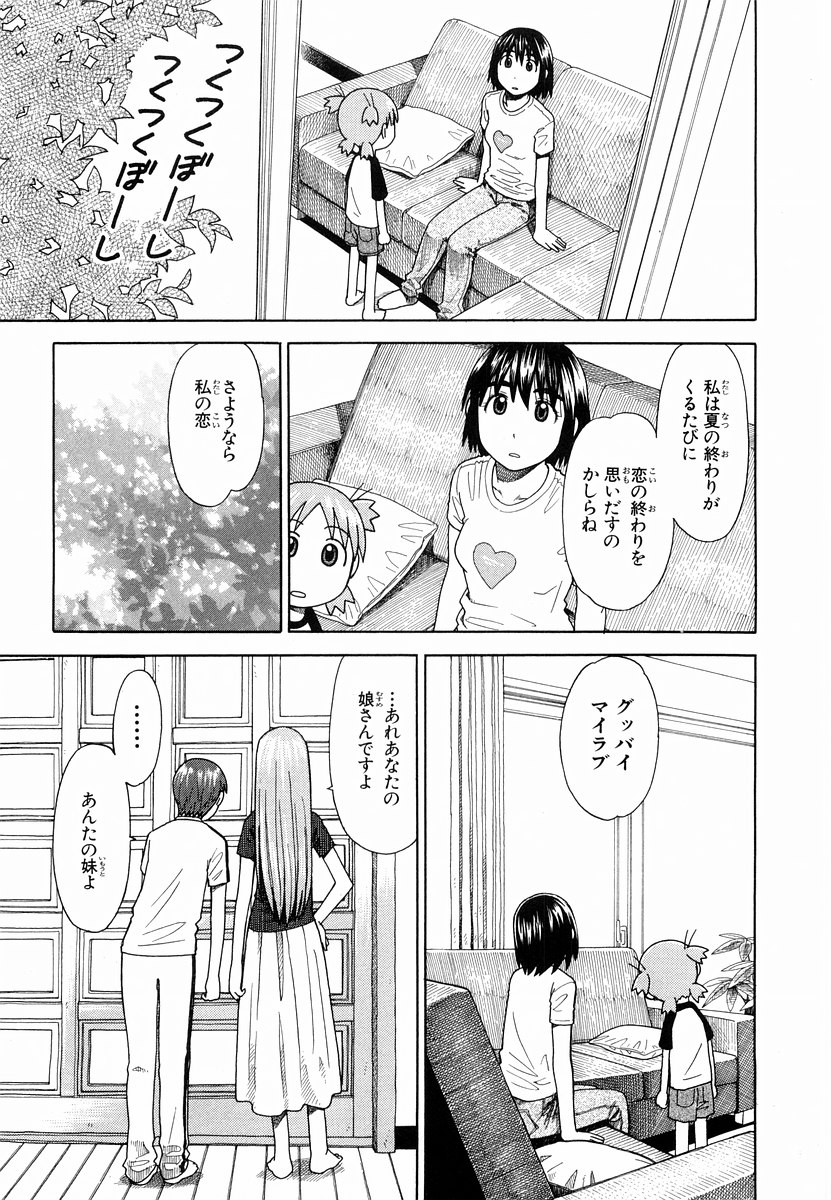 つくつくぼーし
つくつくぼーし
私は夏の終わりが
くるたびに
恋の終わりを
思いだすの
かしらね
さようなら
私の恋
グッバイ
マイラブ
…あれあなたの
娘さんですよ
……
あんたの妹よ